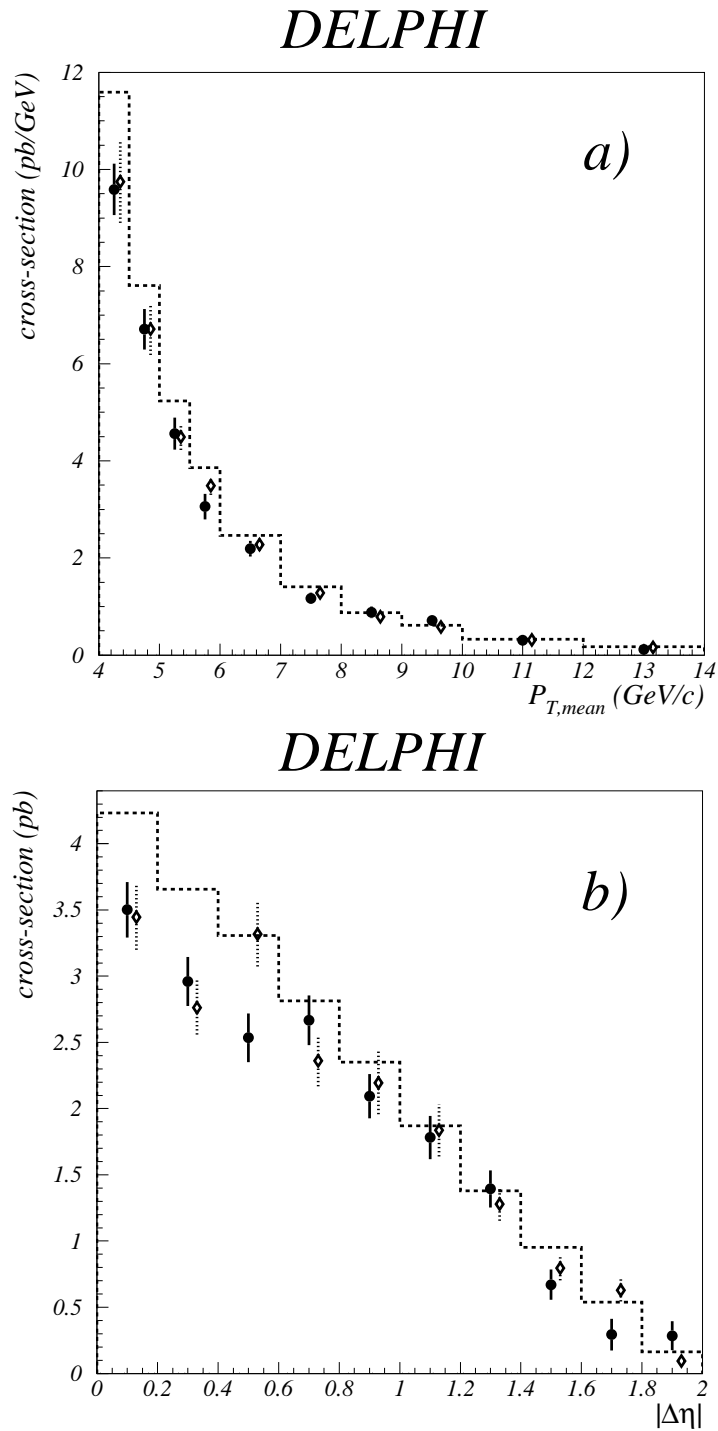 DELPHI
cross-section (pb/GeV)
12
10
8
6
4
2
0
a)
4 5 6 7 8 9 10 11 12 13 14
P_{T,mean} (GeV/c)
DELPHI
cross-section (pb)
4
3.5
3
2.5
2
1.5
1
0.5
0
b)
0 0.2 0.4 0.6 0.8 1 1.2 1.4 1.6 1.8 2
|Δη|